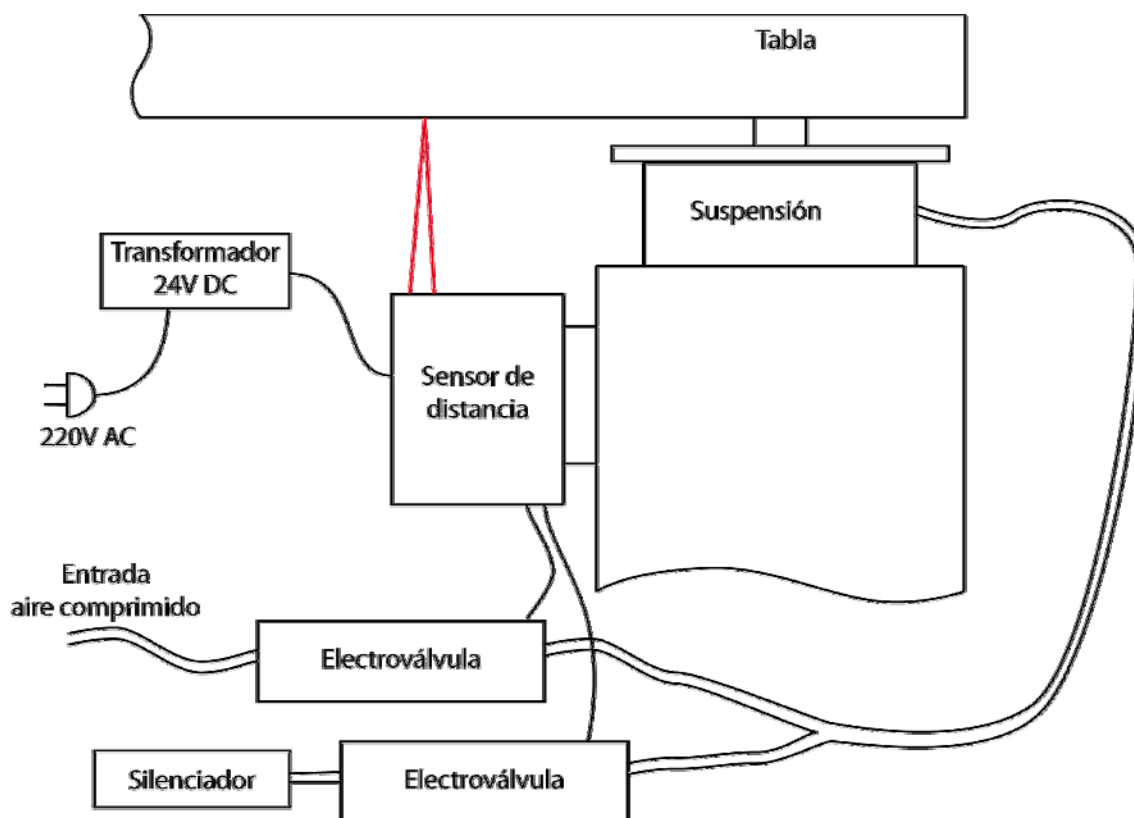 Tabla
Suspensión
Transformador
24V DC
Sensor de
distancia
220V AC
Entrada
aire comprimido
Electroválvula
Silenciador
Electroválvula